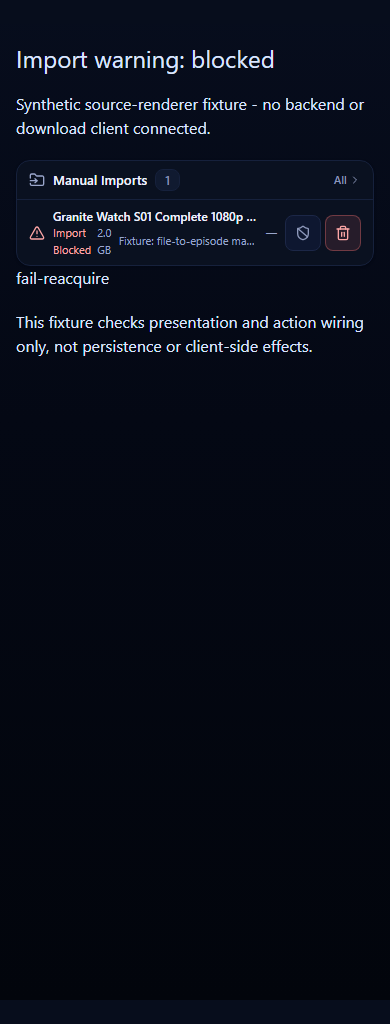 Import warning: blocked
Synthetic source-renderer fixture - no backend or
download client connected.
Manual Imports 1 All
Granite Watch S01 Complete 1080p ...
Import Blocked 2.0 GB Fixture: file-to-episode ma... —
fail-reacquire
This fixture checks presentation and action wiring
only, not persistence or client-side effects.